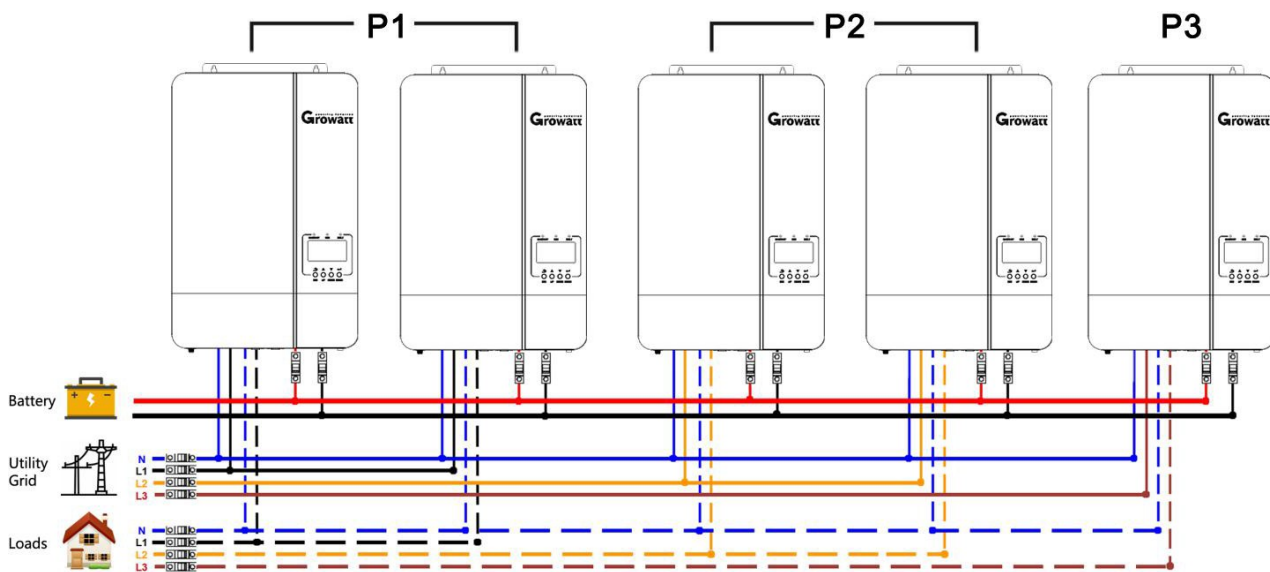 P1 P2 P3
Growatt Growatt Growatt Growatt Growatt
Battery
+ −
Utility
Grid
N
L1
L2
L3
Loads
N
L1
L2
L3